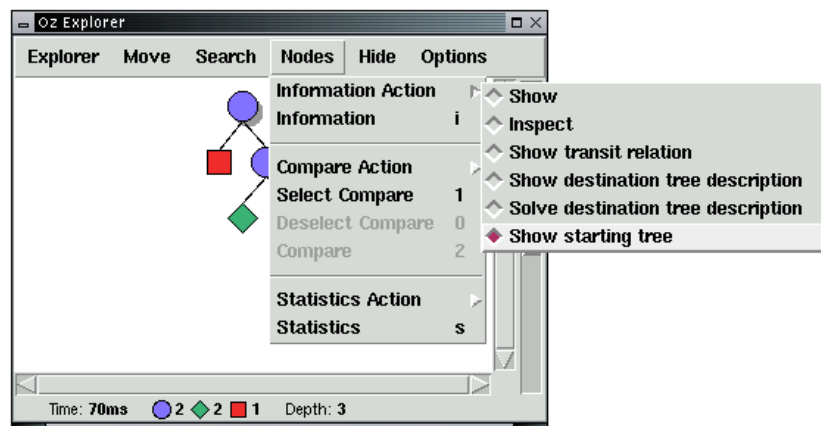 Oz Explorer
Explorer Move Search Nodes Hide Options
Information Action
Information i
Compare Action
Select Compare 1
Deselect Compare 0
Compare 2
Statistics Action
Statistics s
Show
Inspect
Show transit relation
Show destination tree description
Solve destination tree description
Show starting tree
Time: 70ms 2 2 1 Depth: 3